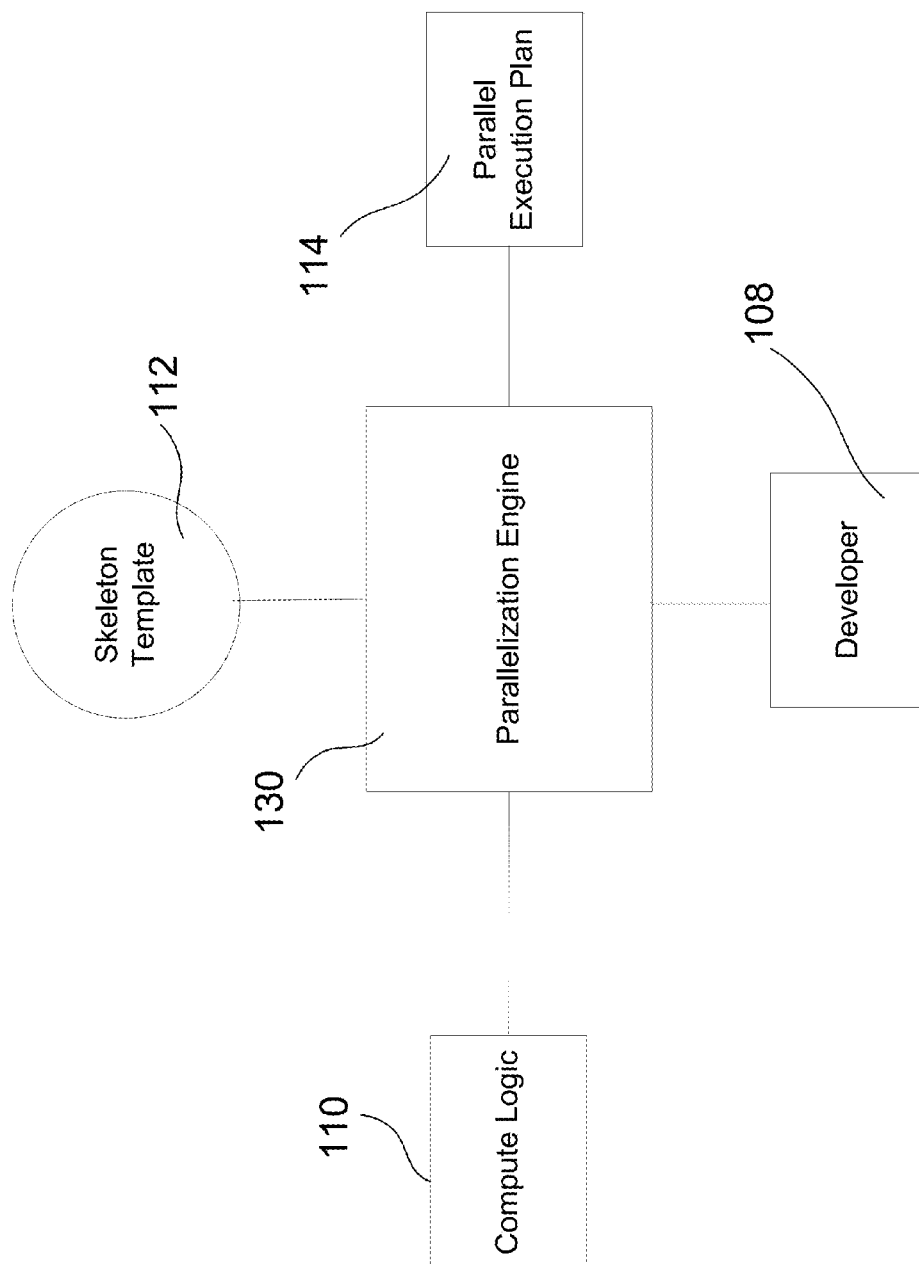 Skeleton
Template
112
130
114
110
Compute Logic
Parallelization Engine
Parallel
Execution Plan
108
Developer